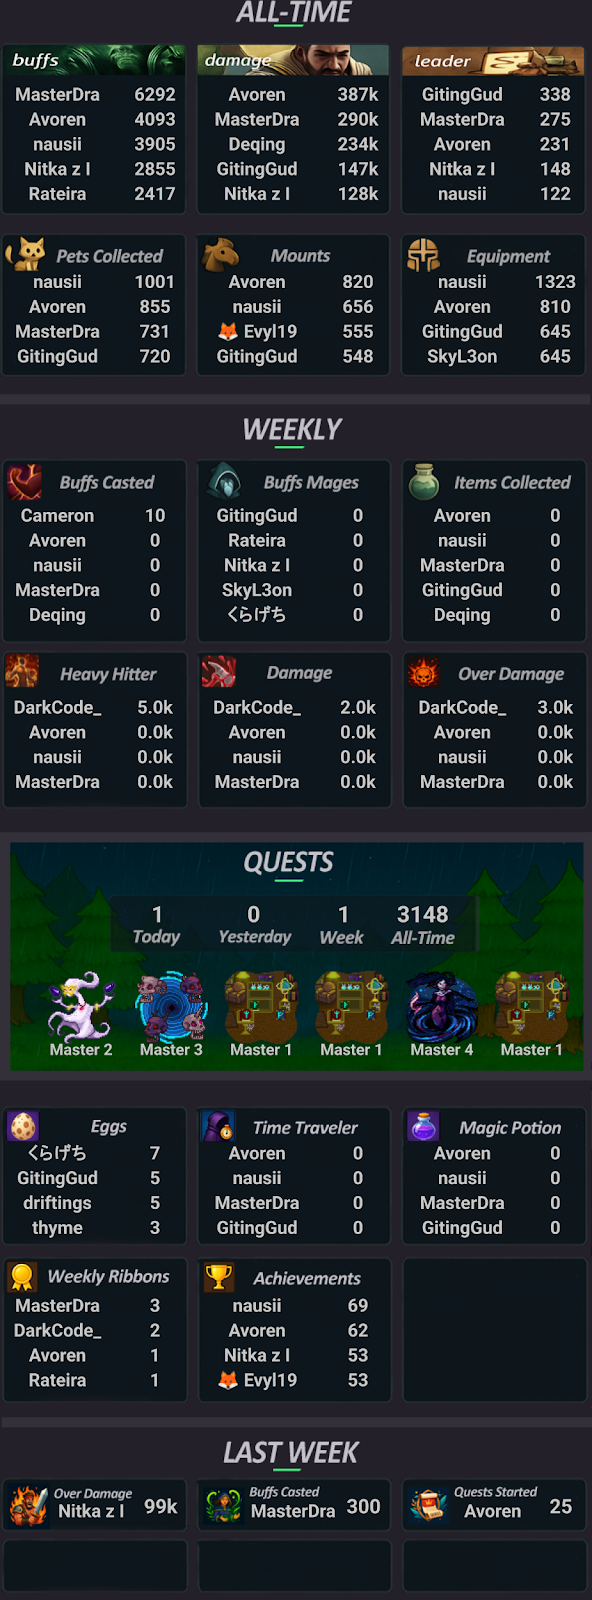 ALL-TIME
buffs
MasterDra 6292
Avoren 4093
nausii 3905
Nitka z I 2855
Rateira 2417
damage
Avoren 387k
MasterDra 290k
Deqing 234k
GitingGud 147k
Nitka z I 128k
leader
GitingGud 338
MasterDra 275
Avoren 231
Nitka z I 148
nausii 122
Pets Collected
nausii 1001
Avoren 855
MasterDra 731
GitingGud 720
Mounts
Avoren 820
nausii 656
🦊 Evyl19 555
GitingGud 548
Equipment
nausii 1323
Avoren 810
GitingGud 645
SkyL3on 645
WEEKLY
Buffs Casted
Cameron 10
Avoren 0
nausii 0
MasterDra 0
Deqing 0
Buffs Mages
GitingGud 0
Rateira 0
Nitka z I 0
SkyL3on 0
くらげち 0
Items Collected
Avoren 0
nausii 0
MasterDra 0
GitingGud 0
Deqing 0
Heavy Hitter
DarkCode_ 5.0k
Avoren 0.0k
nausii 0.0k
MasterDra 0.0k
Damage
DarkCode_ 2.0k
Avoren 0.0k
nausii 0.0k
MasterDra 0.0k
Over Damage
DarkCode_ 3.0k
Avoren 0.0k
nausii 0.0k
MasterDra 0.0k
QUESTS
1 0 1 3148
Today Yesterday Week All-Time
Master 2 Master 3 Master 1 Master 1 Master 4 Master 1
Eggs
くらげち 7
GitingGud 5
driftings 5
thyme 3
Time Traveler
Avoren 0
nausii 0
MasterDra 0
GitingGud 0
Magic Potion
Avoren 0
nausii 0
MasterDra 0
GitingGud 0
Weekly Ribbons
MasterDra 3
DarkCode_ 2
Avoren 1
Rateira 1
Achievements
nausii 69
Avoren 62
Nitka z I 53
🦊 Evyl19 53
LAST WEEK
Over Damage
Nitka z I 99k
Buffs Casted
MasterDra 300
Quests Started
Avoren 25